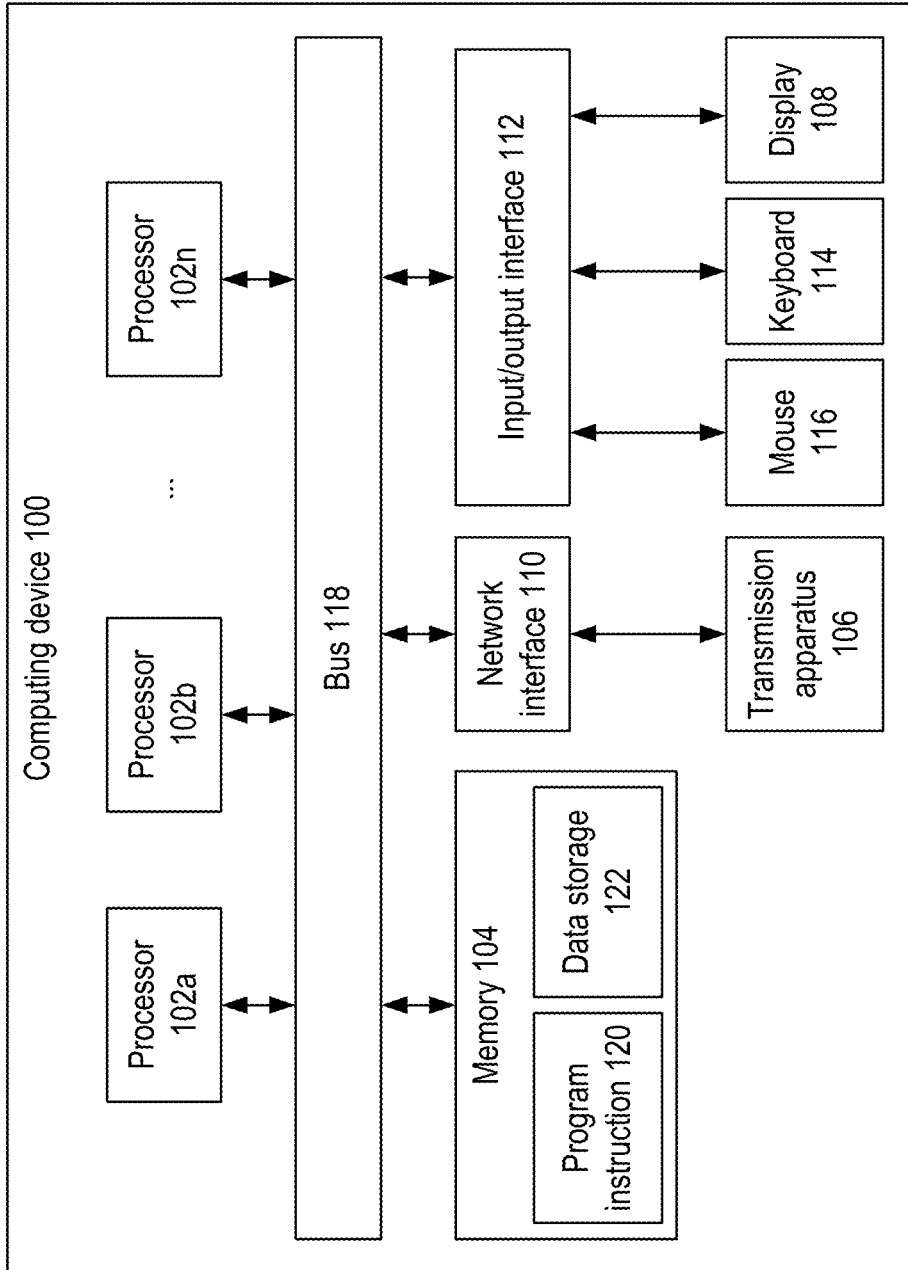 Computing device 100
Processor
102a
Processor
102b
...
Processor
102n
Bus 118
Memory 104
Program
instruction 120
Data storage
122
Network
interface 110
Input/output interface 112
Transmission
apparatus
106
Mouse
116
Keyboard
114
Display
108